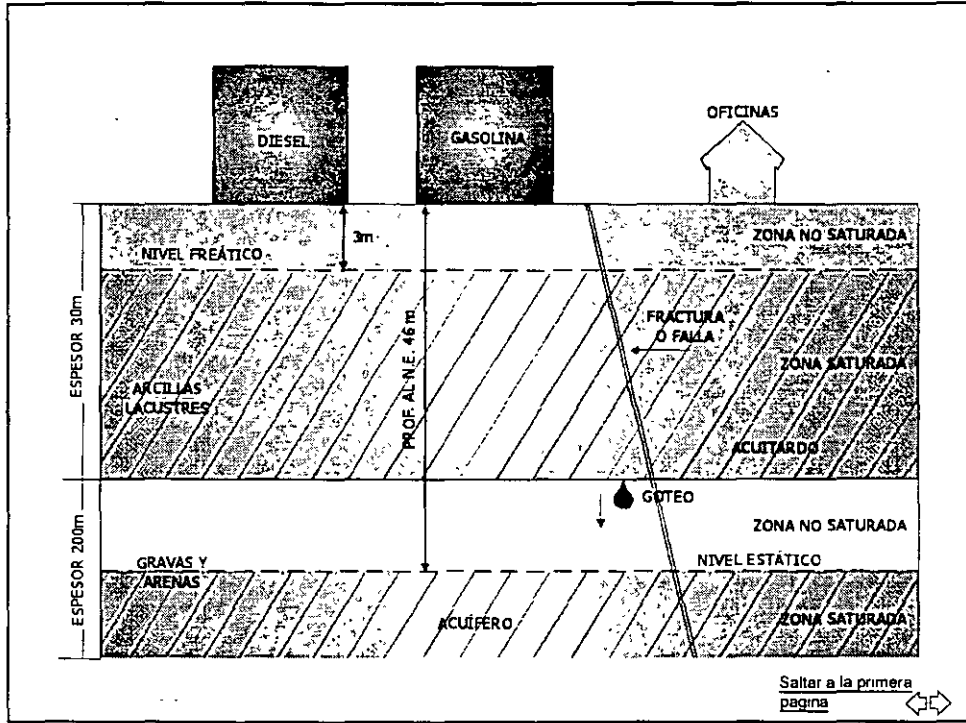 OFICINAS
DIESEL
GASOLINA
3m
ZONA NO SATURADA
NIVEL FREÁTICO
ESPESOR 30m
FRACTURA
O FALLA
PROF. AL N.E. 46 m
ZONA SATURADA
ARCILLAS
LACUSTRES
ACUITARDO
GOTEO
ZONA NO SATURADA
ESPESOR 200m
GRAVAS Y
ARENAS
NIVEL ESTÁTICO
ACUÍFERO
ZONA SATURADA
Saltar a la primera
pagina